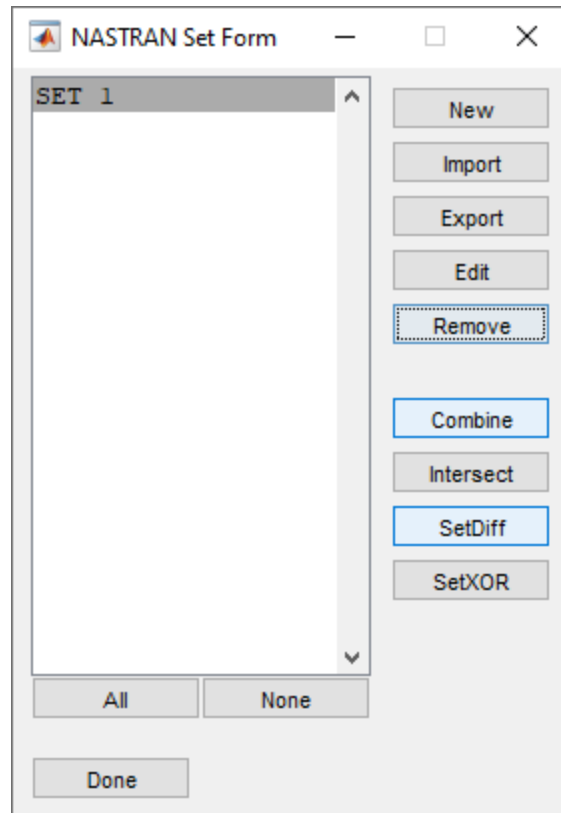 NASTRAN Set Form
SET 1
New
Import
Export
Edit
Remove
Combine
Intersect
SetDiff
SetXOR
All
None
Done